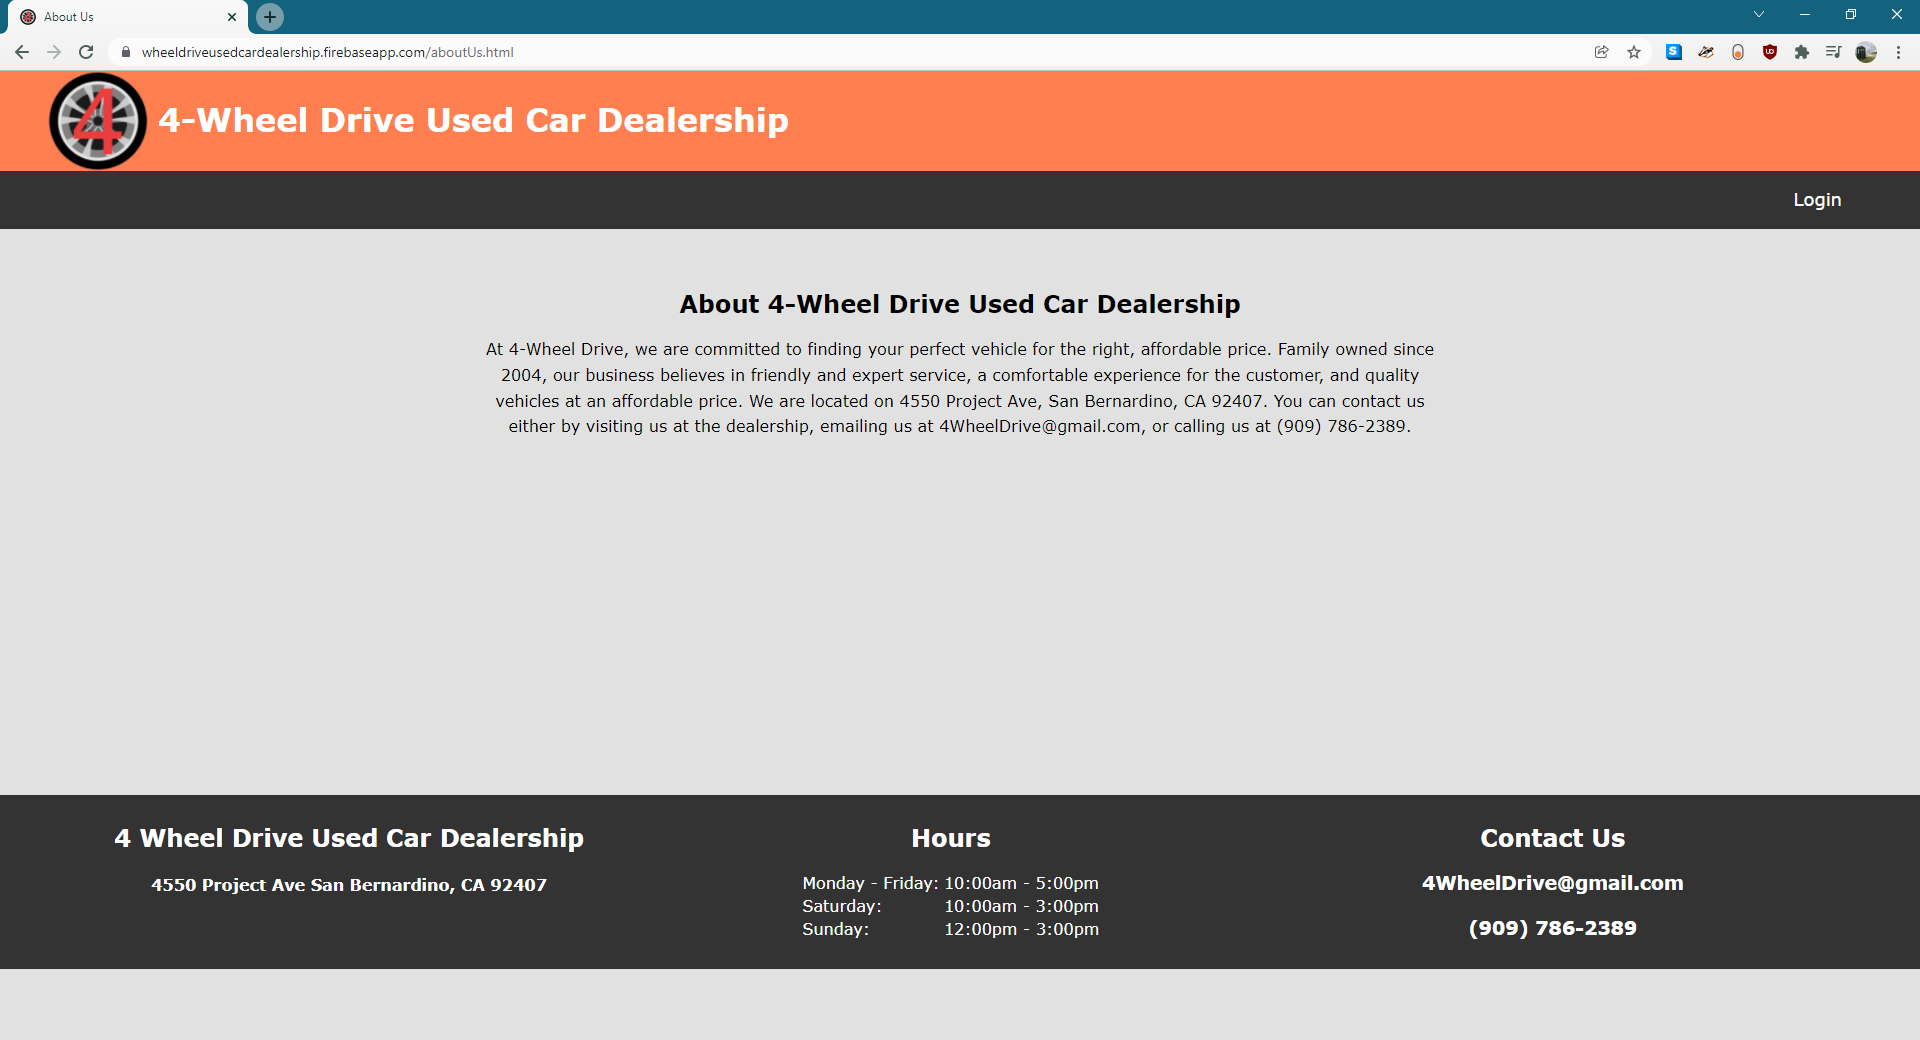 About Us
wheeldriveusedcardealership.firebaseapp.com/aboutUs.html
4
4-Wheel Drive Used Car Dealership
Login
About 4-Wheel Drive Used Car Dealership
At 4-Wheel Drive, we are committed to finding your perfect vehicle for the right, affordable price. Family owned since
2004, our business believes in friendly and expert service, a comfortable experience for the customer, and quality
vehicles at an affordable price. We are located on 4550 Project Ave, San Bernardino, CA 92407. You can contact us
either by visiting us at the dealership, emailing us at 4WheelDrive@gmail.com, or calling us at (909) 786-2389.
4 Wheel Drive Used Car Dealership
4550 Project Ave San Bernardino, CA 92407
Hours
Monday - Friday: 10:00am - 5:00pm
Saturday: 10:00am - 3:00pm
Sunday: 12:00pm - 3:00pm
Contact Us
4WheelDrive@gmail.com
(909) 786-2389